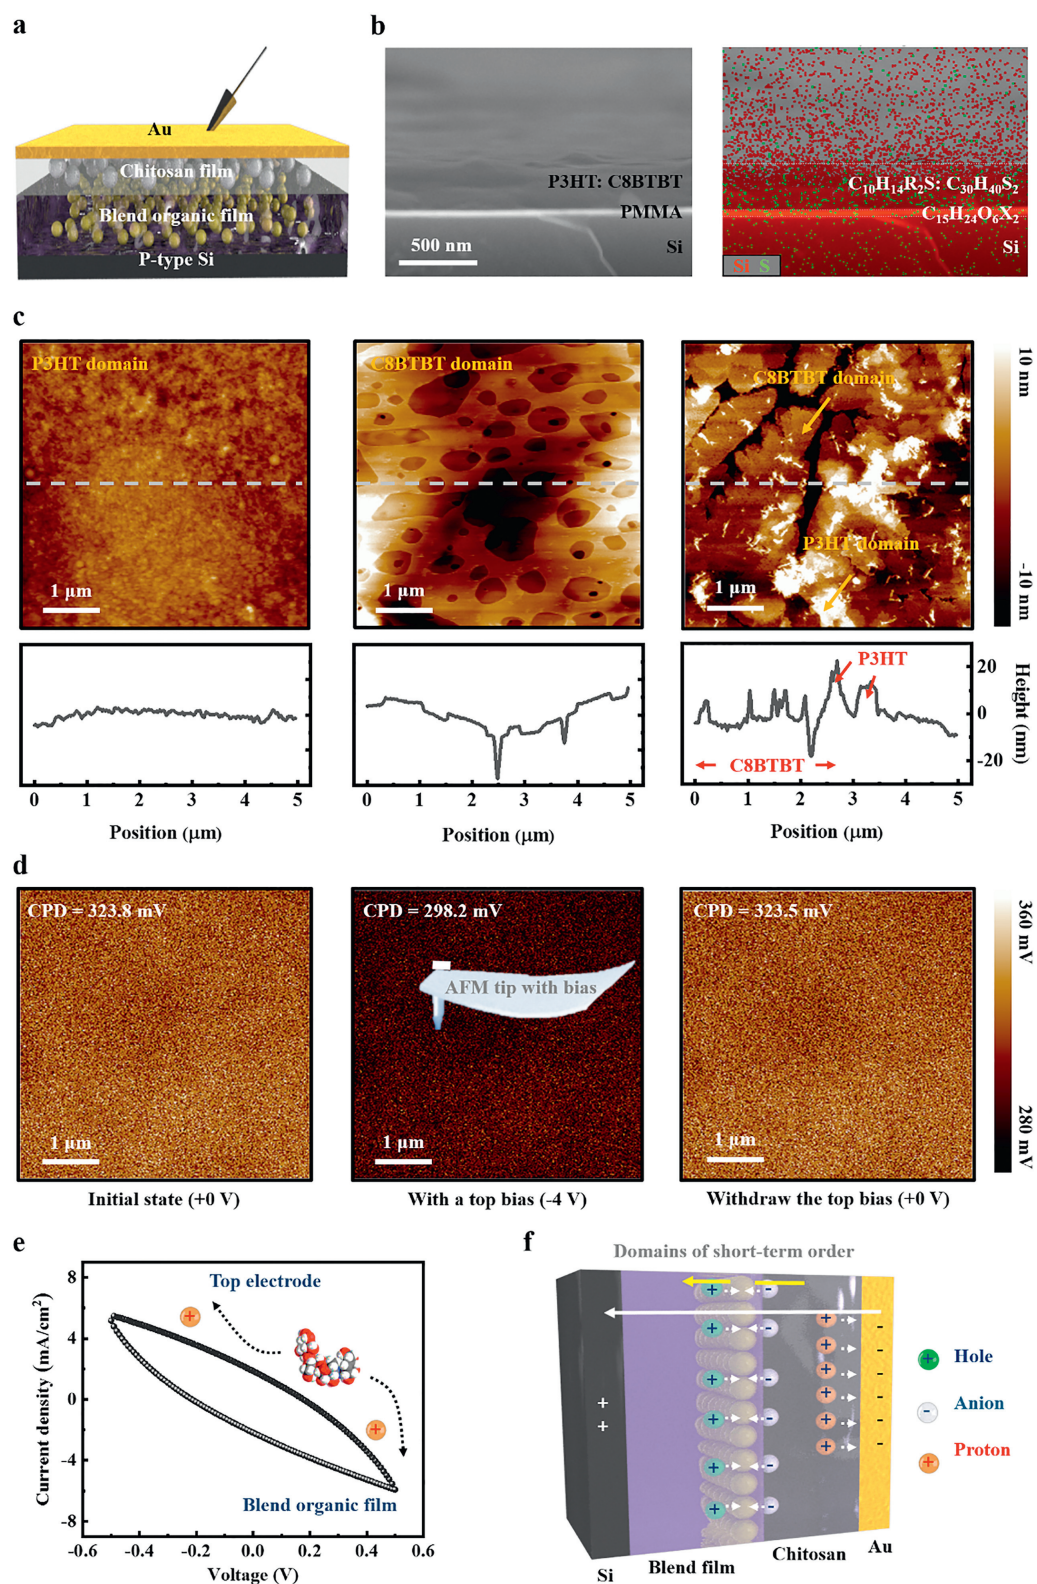 a
Au
Chitosan film
Blend organic film
P-type Si
b
P3HT: C8BTBT
PMMA
Si
500 nm
C₁₀H₁₄R₂S: C₃₀H₄₀S₂
C₁₅H₂₄O₆X₂
Si
Si S
c
P3HT domain
1 µm
C8BTBT domain
1 µm
C8BTBT domain
P3HT domain
1 µm
10 nm
-10 nm
0 1 2 3 4 5
Position (µm)
0 1 2 3 4 5
Position (µm)
P3HT
C8BTBT
20
0
-20
Height (nm)
0 1 2 3 4 5
Position (µm)
d
CPD = 323.8 mV
1 µm
Initial state (+0 V)
CPD = 298.2 mV
AFM tip with bias
1 µm
With a top bias (-4 V)
CPD = 323.5 mV
1 µm
Withdraw the top bias (+0 V)
360 mV
280 mV
e
Top electrode
+
+
Blend organic film
Current density (mA/cm²)
8
4
0
-4
-8
-0.6 -0.4 -0.2 0.0 0.2 0.4 0.6
Voltage (V)
f
Domains of short-term order
+ -
+ -
+ -
+ -
+ -
+ -
+ -
+ -
+ -
+ -
+ -
+ -
+
+
Si
Blend film
Chitosan
Au
+ Hole
- Anion
+ Proton